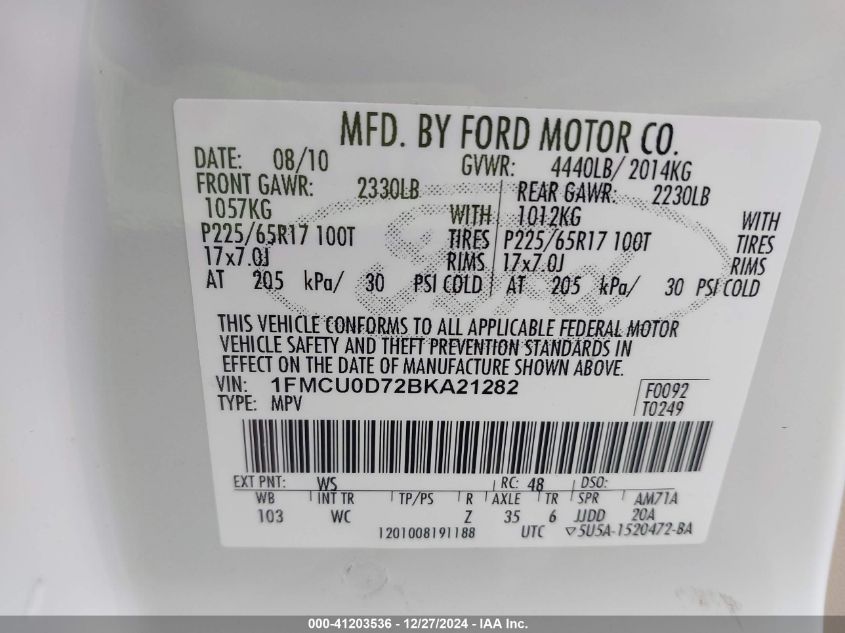 MFD. BY FORD MOTOR CO.
DATE: 08/10 GVWR: 4440LB/ 2014KG
FRONT GAWR: 2330LB REAR GAWR: 2230LB
1057KG WITH 1012KG WITH
P225/65R17 100T TIRES P225/65R17 100T TIRES
17x7.0J RIMS 17x7.0J RIMS
AT 205 kPa/ 30 PSI COLD AT 205 kPa/ 30 PSI COLD
Ford
THIS VEHICLE CONFORMS TO ALL APPLICABLE FEDERAL MOTOR
VEHICLE SAFETY AND THEFT PREVENTION STANDARDS IN
EFFECT ON THE DATE OF MANUFACTURE SHOWN ABOVE.
VIN: 1FMCU0D72BKA21282 F0092
TYPE: MPV T0249
EXT PNT: WS RC: 48 DSO:
WB INT TR TP/PS R AXLE TR SPR AM71A
103 WC Z 35 6 JJDD 20A
1201008191188 UTC ▽5U5A-1520472-BA
000-41203536 - 12/27/2024 - IAA Inc.